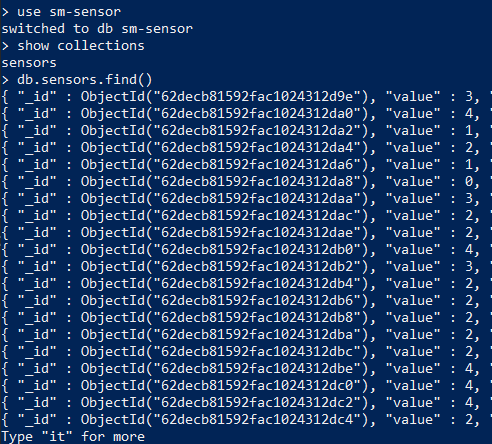 > use sm-sensor
switched to db sm-sensor
> show collections
sensors
> db.sensors.find()
{ "_id" : ObjectId("62decb81592fac1024312d9e"), "value" : 3, "
{ "_id" : ObjectId("62decb81592fac1024312da0"), "value" : 4, "
{ "_id" : ObjectId("62decb81592fac1024312da2"), "value" : 1, "
{ "_id" : ObjectId("62decb81592fac1024312da4"), "value" : 2, "
{ "_id" : ObjectId("62decb81592fac1024312da6"), "value" : 1, "
{ "_id" : ObjectId("62decb81592fac1024312da8"), "value" : 0, "
{ "_id" : ObjectId("62decb81592fac1024312daa"), "value" : 3, "
{ "_id" : ObjectId("62decb81592fac1024312dac"), "value" : 2, "
{ "_id" : ObjectId("62decb81592fac1024312dae"), "value" : 2, "
{ "_id" : ObjectId("62decb81592fac1024312db0"), "value" : 4, "
{ "_id" : ObjectId("62decb81592fac1024312db2"), "value" : 3, "
{ "_id" : ObjectId("62decb81592fac1024312db4"), "value" : 2, "
{ "_id" : ObjectId("62decb81592fac1024312db6"), "value" : 2, "
{ "_id" : ObjectId("62decb81592fac1024312db8"), "value" : 2, "
{ "_id" : ObjectId("62decb81592fac1024312dba"), "value" : 2, "
{ "_id" : ObjectId("62decb81592fac1024312dbc"), "value" : 2, "
{ "_id" : ObjectId("62decb81592fac1024312dbe"), "value" : 4, "
{ "_id" : ObjectId("62decb81592fac1024312dc0"), "value" : 4, "
{ "_id" : ObjectId("62decb81592fac1024312dc2"), "value" : 4, "
{ "_id" : ObjectId("62decb81592fac1024312dc4"), "value" : 2, "
Type "it" for more